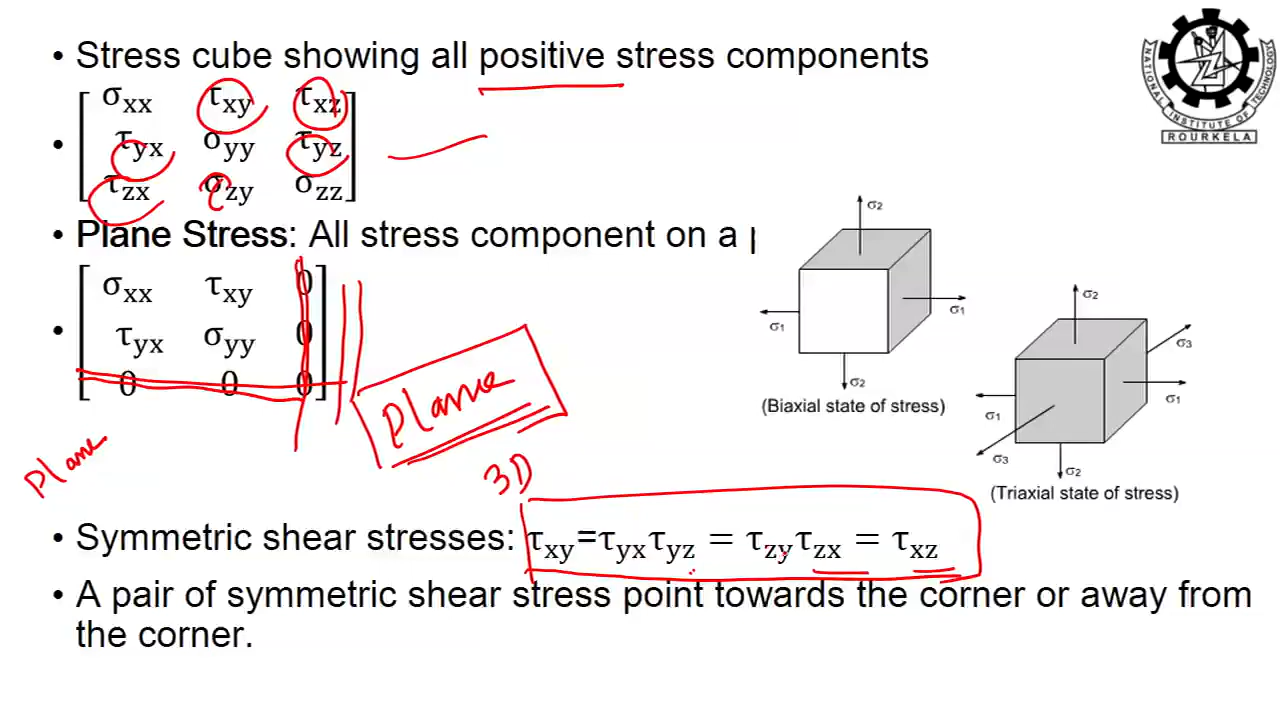 • Stress cube showing all positive stress components
σxx τxy τxz
• τyx σyy τyz
τzx σzy σzz
• Plane Stress: All stress component on a p
σxx τxy 0
• τyx σyy 0
0 0 0
Plane
Plane
3D
• Symmetric shear stresses: τxy=τyxτyz = τzyτzx = τxz
• A pair of symmetric shear stress point towards the corner or away from
the corner.
NATIONAL INSTITUTE OF TECHNOLOGY
ROURKELA
σ2
σ1
σ1
σ2
(Biaxial state of stress)
σ2
σ3
σ1
σ1
σ3
σ2
(Triaxial state of stress)